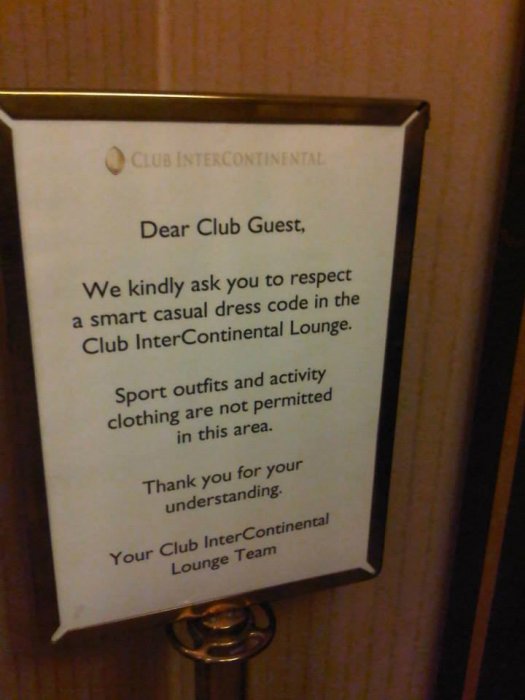 CLUB INTERCONTINENTAL
Dear Club Guest,
We kindly ask you to respect
a smart casual dress code in the
Club InterContinental Lounge.
Sport outfits and activity
clothing are not permitted
in this area.
Thank you for your
understanding.
Your Club InterContinental
Lounge Team